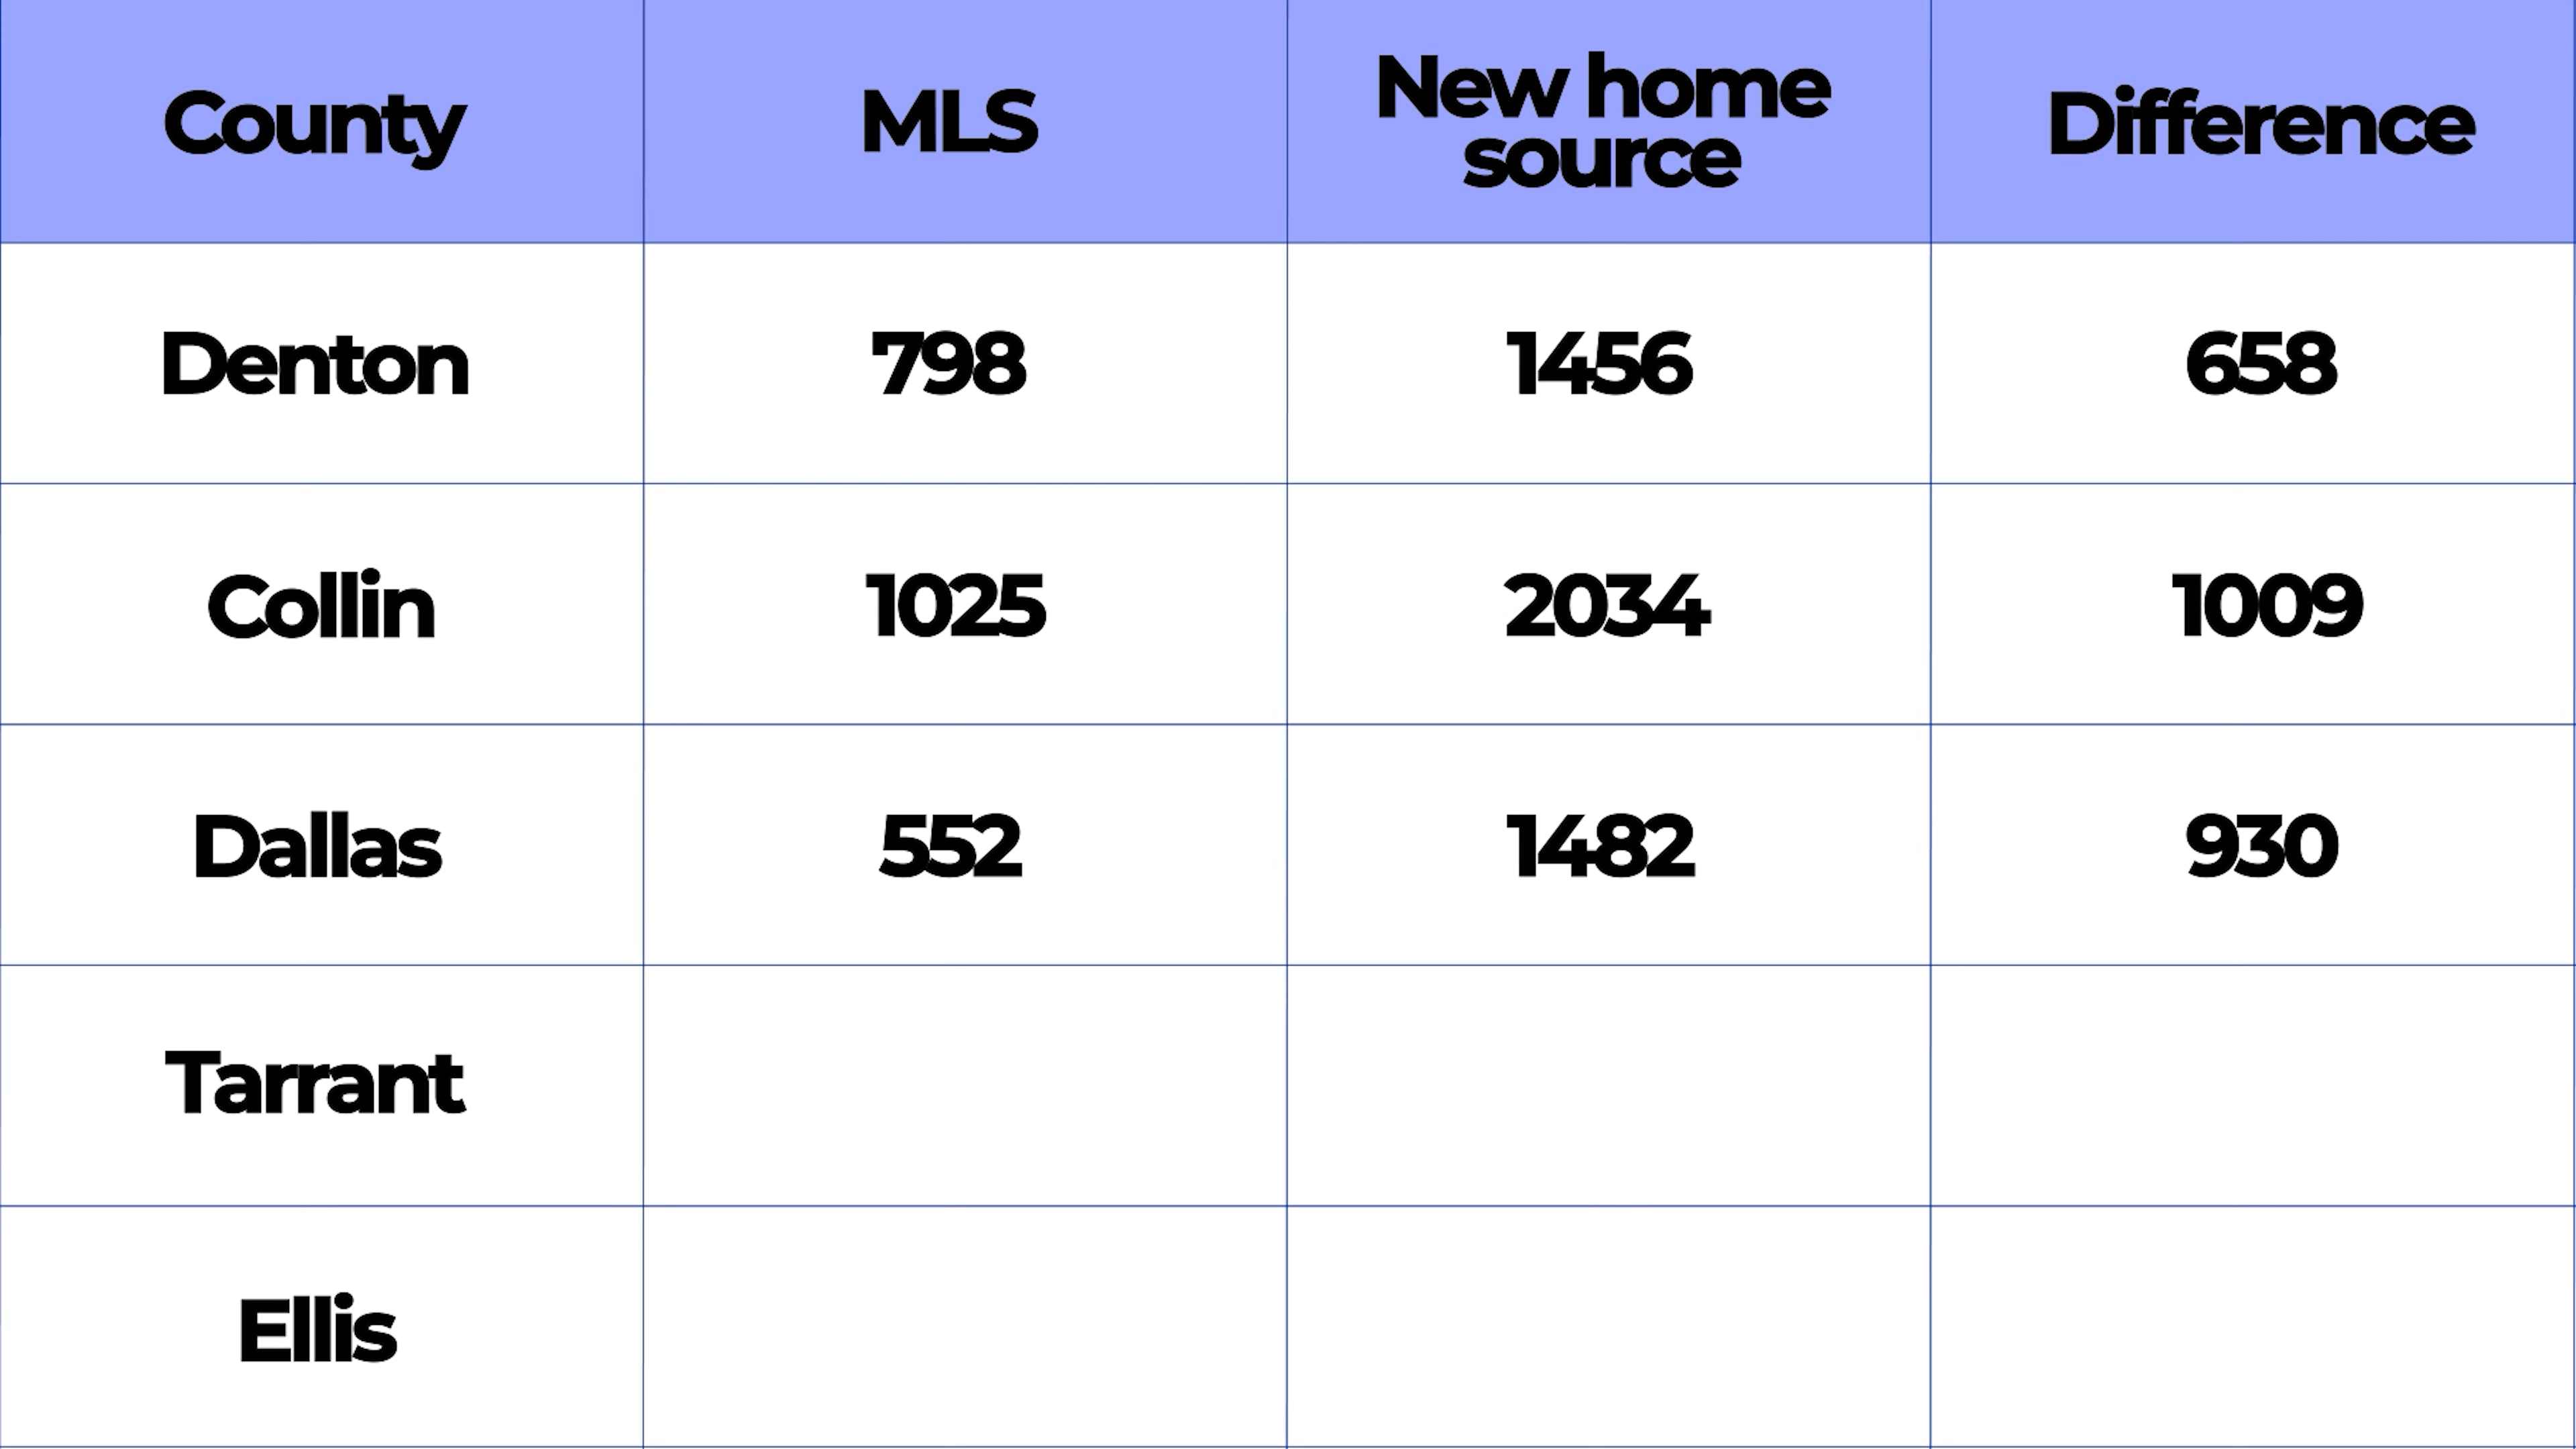 County MLS New home source Difference
Denton 798 1456 658
Collin 1025 2034 1009
Dallas 552 1482 930
Tarrant
Ellis